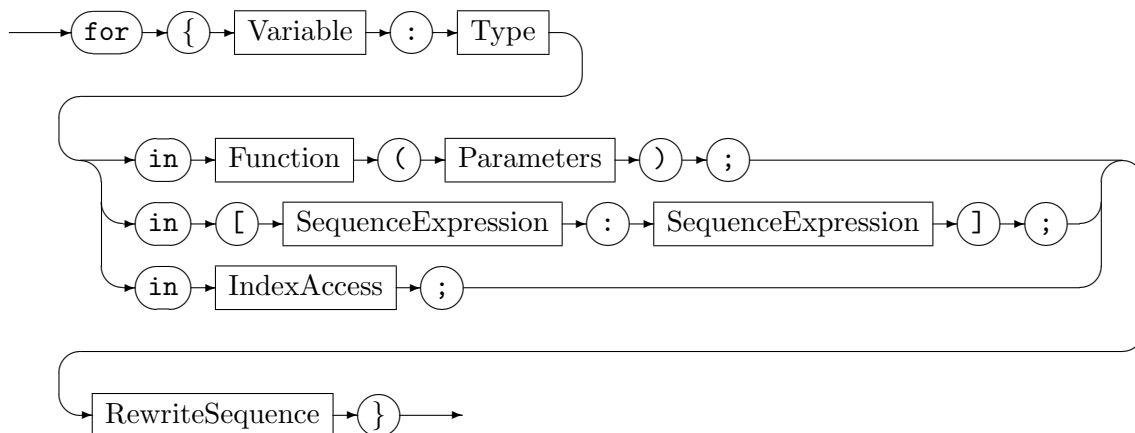 for { Variable : Type
in Function ( Parameters ) ;
in [ SequenceExpression : SequenceExpression ] ;
in IndexAccess ;
RewriteSequence }